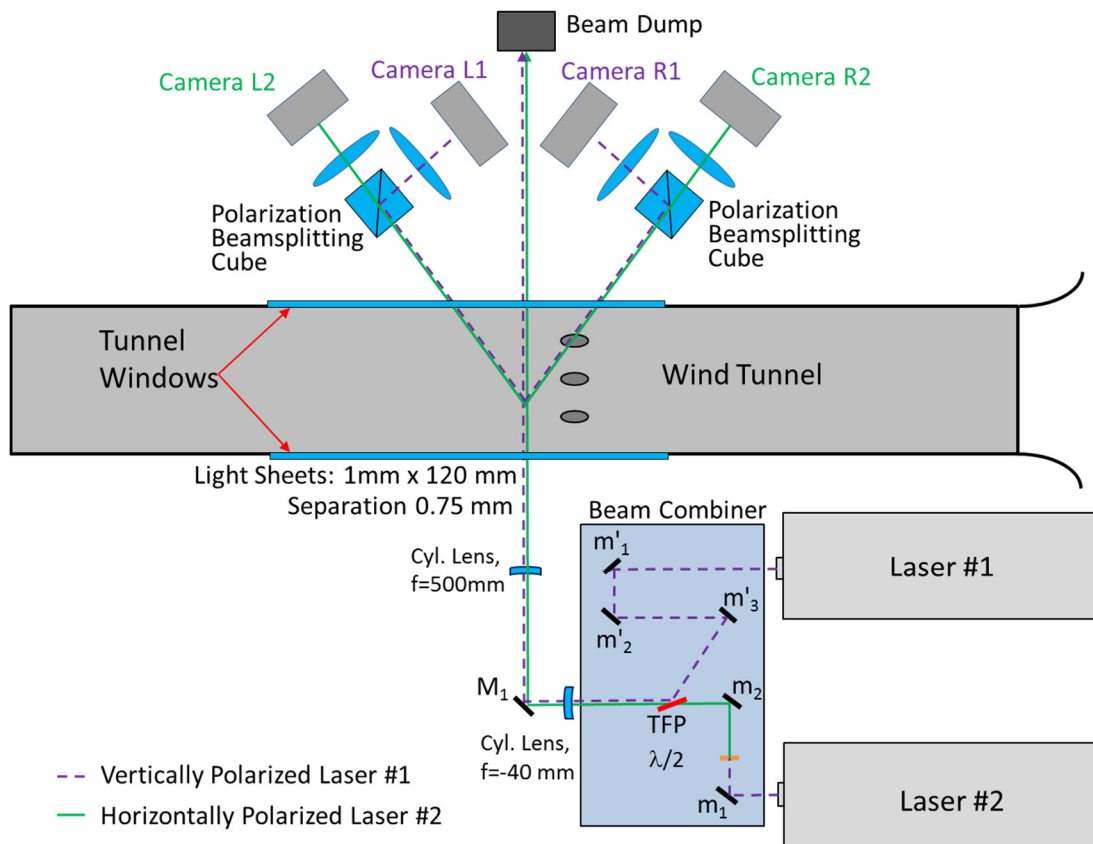 Beam Dump
Camera L2
Camera L1
Camera R1
Camera R2
Polarization
Beamsplitting
Cube
Polarization
Beamsplitting
Cube
Tunnel
Windows
Wind Tunnel
Light Sheets: 1mm x 120 mm
Separation 0.75 mm
Beam Combiner
Cyl. Lens,
f=500mm
m'1
Laser #1
m'3
m'2
M1
m2
TFP
Cyl. Lens,
f=-40 mm
λ/2
m1
Laser #2
Vertically Polarized Laser #1
Horizontally Polarized Laser #2